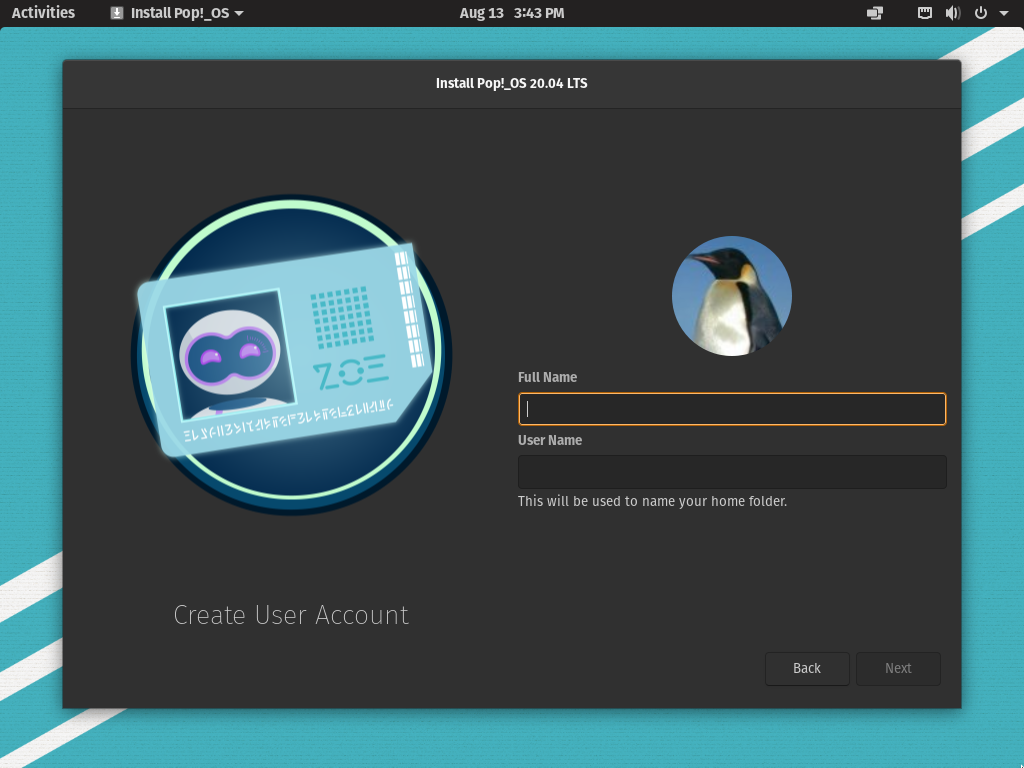 Activities
Install Pop!_OS
Aug 13 3:43 PM
Install Pop!_OS 20.04 LTS
ZOE
Full Name
User Name
This will be used to name your home folder.
Create User Account
Back
Next